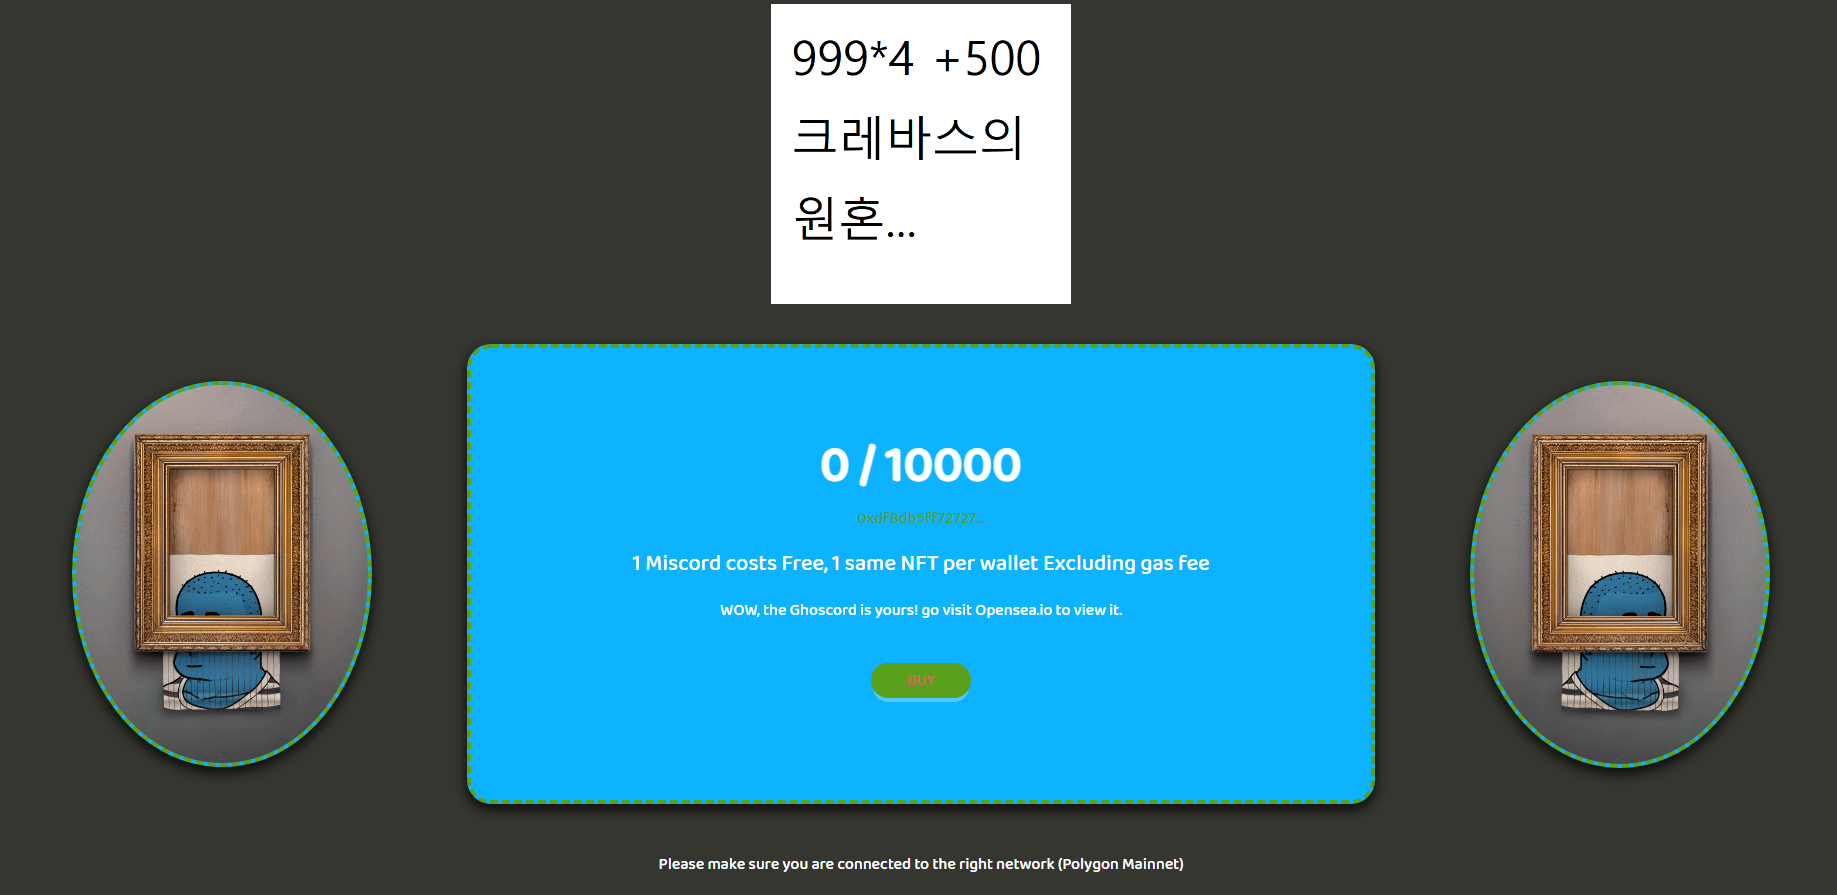 999*4 +500
크레바스의
원혼...
0 / 10000
0xdf8db5ff72727...
1 Miscord costs Free, 1 same NFT per wallet Excluding gas fee
WOW, the Ghoscord is yours! go visit Opensea.io to view it.
BUY
Please make sure you are connected to the right network (Polygon Mainnet)